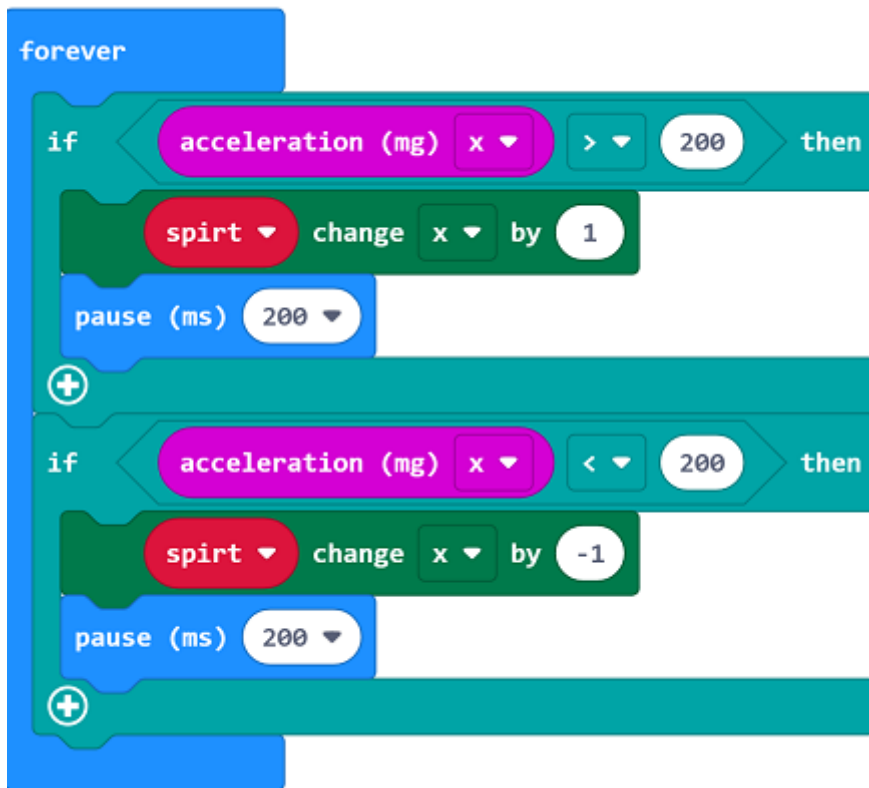 forever
if acceleration (mg) x > 200 then
spirt change x by 1
pause (ms) 200
if acceleration (mg) x < 200 then
spirt change x by -1
pause (ms) 200